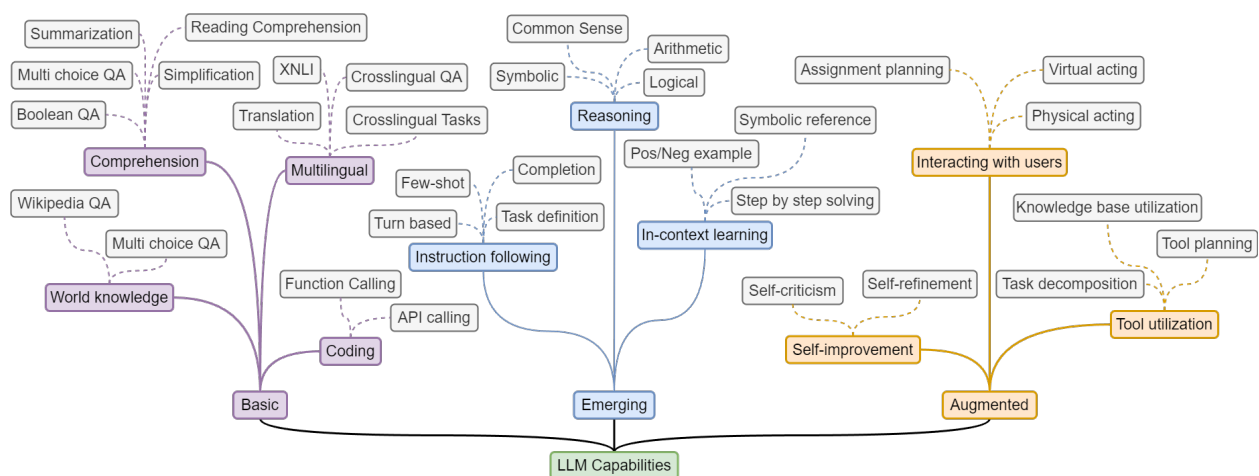 Summarization
Reading Comprehension
Multi choice QA
Simplification
Boolean QA
Comprehension
XNLI
Crosslingual QA
Translation
Crosslingual Tasks
Multilingual
Wikipedia QA
Multi choice QA
World knowledge
Function Calling
API calling
Coding
Basic
Common Sense
Arithmetic
Symbolic
Logical
Reasoning
Completion
Few-shot
Turn based
Task definition
Instruction following
Symbolic reference
Pos/Neg example
Step by step solving
In-context learning
Emerging
Assignment planning
Virtual acting
Physical acting
Interacting with users
Knowledge base utilization
Tool planning
Task decomposition
Tool utilization
Self-criticism
Self-refinement
Self-improvement
Augmented
LLM Capabilities